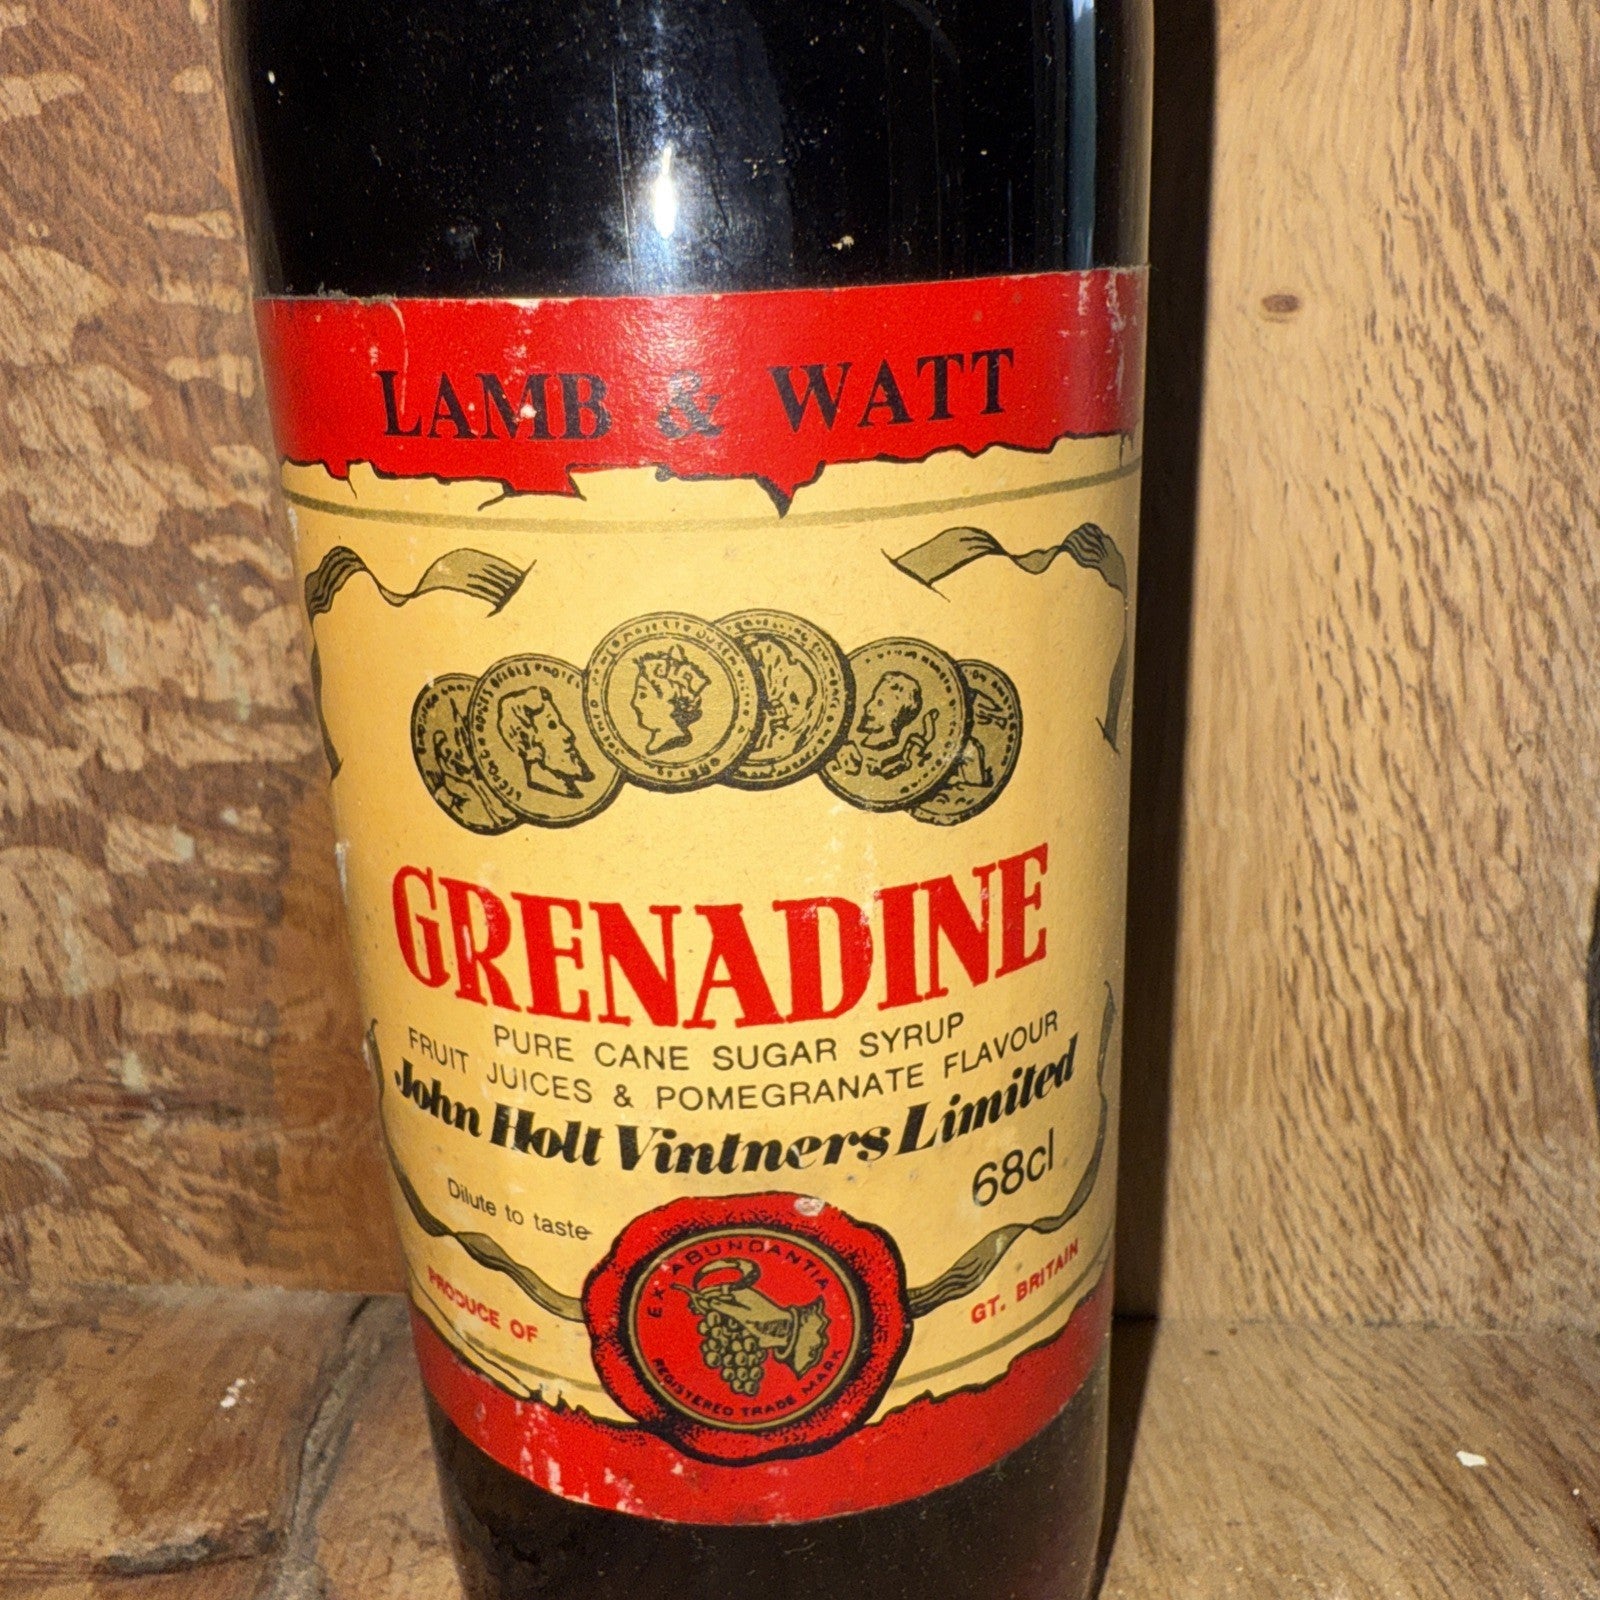 LAMB & WATT
GRENADINE
PURE CANE SUGAR SYRUP
FRUIT JUICES & POMEGRANATE FLAVOUR
John Holt Vintners Limited
68cl
Dilute to taste
PRODUCE OF
GT. BRITAIN
EX ABUNDANTIA
REGISTERED TRADE MARK